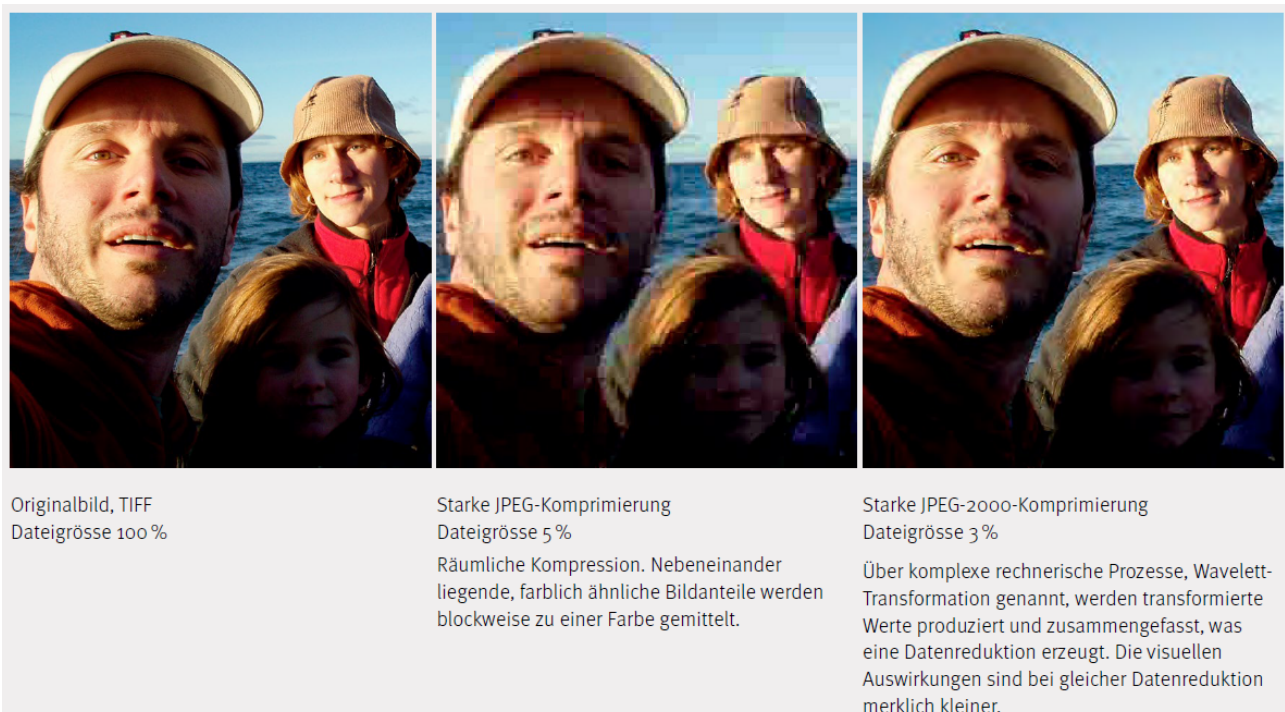 Originalbild, TIFF
Dateigrösse 100 %
Starke JPEG-Komprimierung
Dateigrösse 5 %
Räumliche Kompression. Nebeneinander
liegende, farblich ähnliche Bildanteile werden
blockweise zu einer Farbe gemittelt.
Starke JPEG-2000-Komprimierung
Dateigrösse 3 %
Über komplexe rechnerische Prozesse, Wavelett-
Transformation genannt, werden transformierte
Werte produziert und zusammengefasst, was
eine Datenreduktion erzeugt. Die visuellen
Auswirkungen sind bei gleicher Datenreduktion
merklich kleiner.